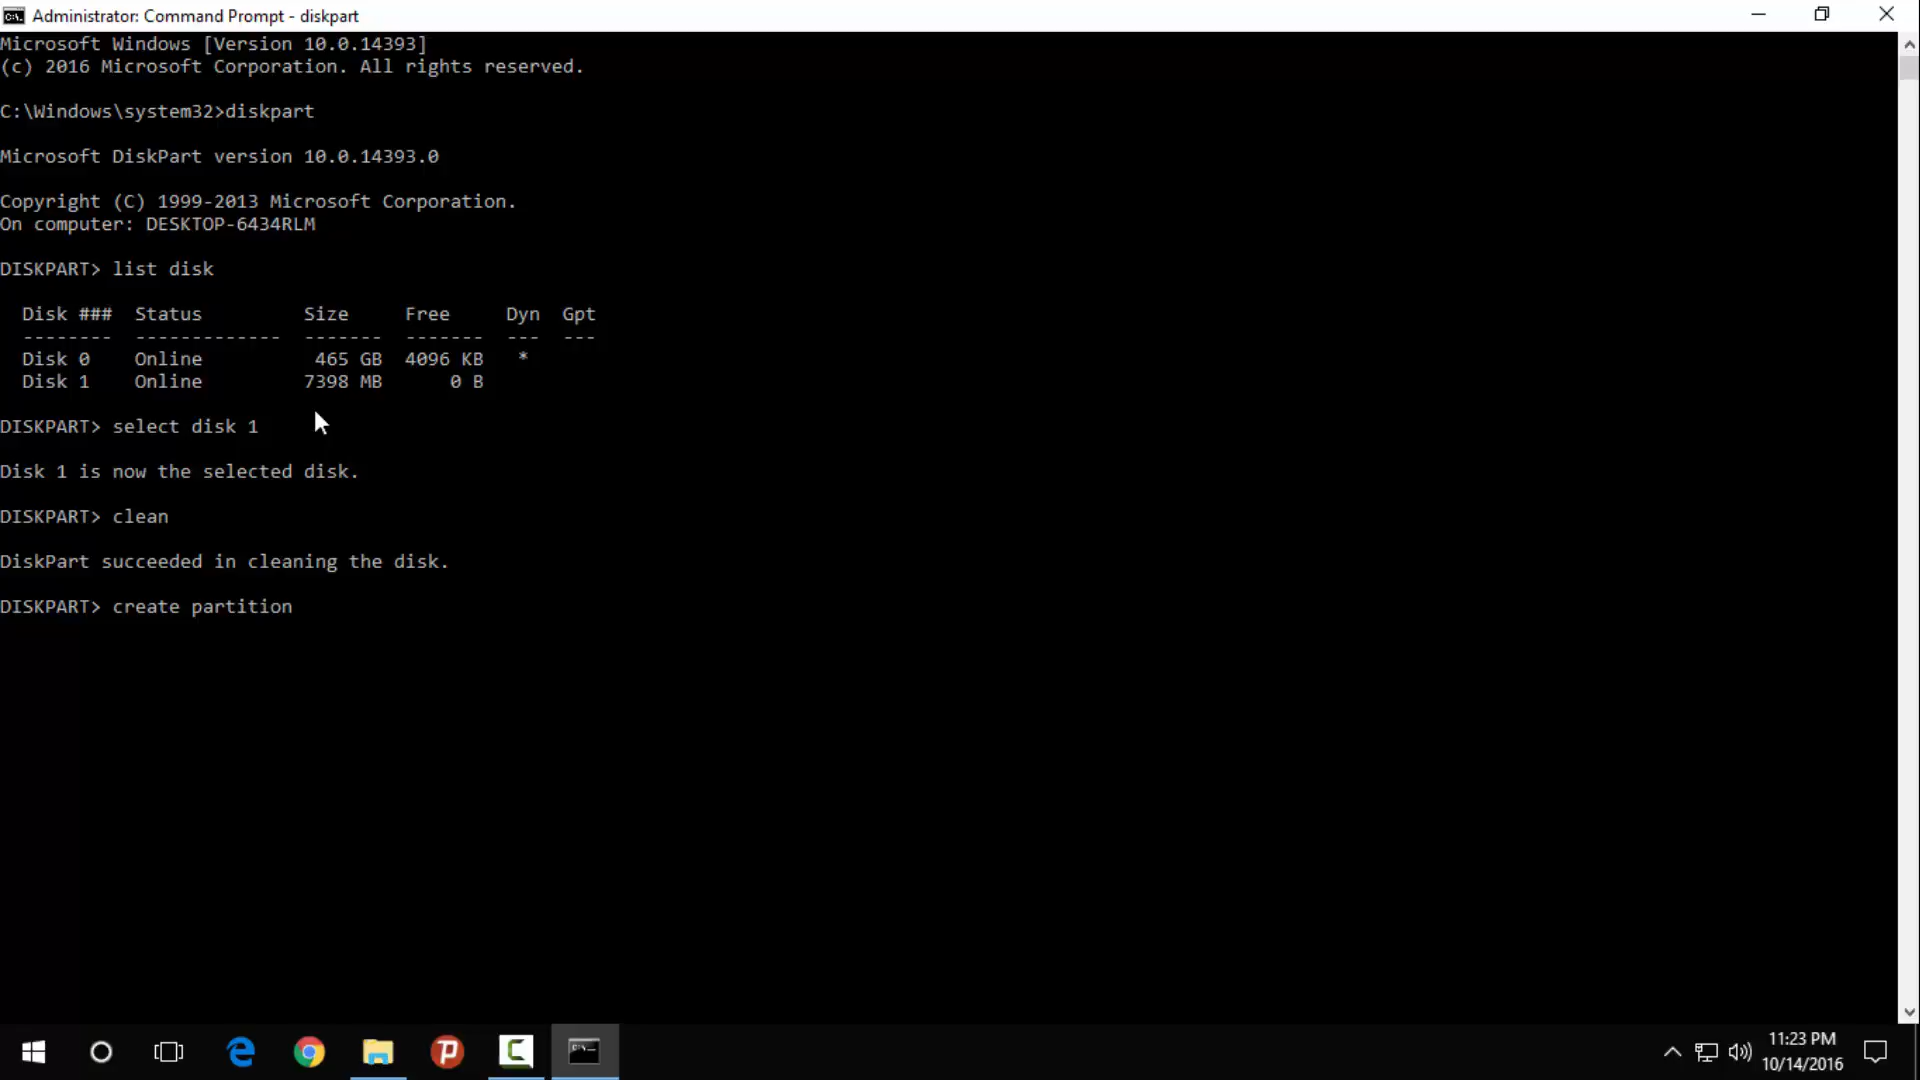 Administrator: Command Prompt - diskpart
Microsoft Windows [Version 10.0.14393]
(c) 2016 Microsoft Corporation. All rights reserved.
C:\Windows\system32>diskpart
Microsoft DiskPart version 10.0.14393.0
Copyright (C) 1999-2013 Microsoft Corporation.
On computer: DESKTOP-6434RLM
DISKPART> list disk
  Disk ###  Status         Size     Free     Dyn  Gpt
  --------  -------------  -------  -------  ---  ---
  Disk 0    Online          465 GB  4096 KB   *
  Disk 1    Online         7398 MB      0 B
DISKPART> select disk 1
Disk 1 is now the selected disk.
DISKPART> clean
DiskPart succeeded in cleaning the disk.
DISKPART> create partition
11:23 PM
10/14/2016